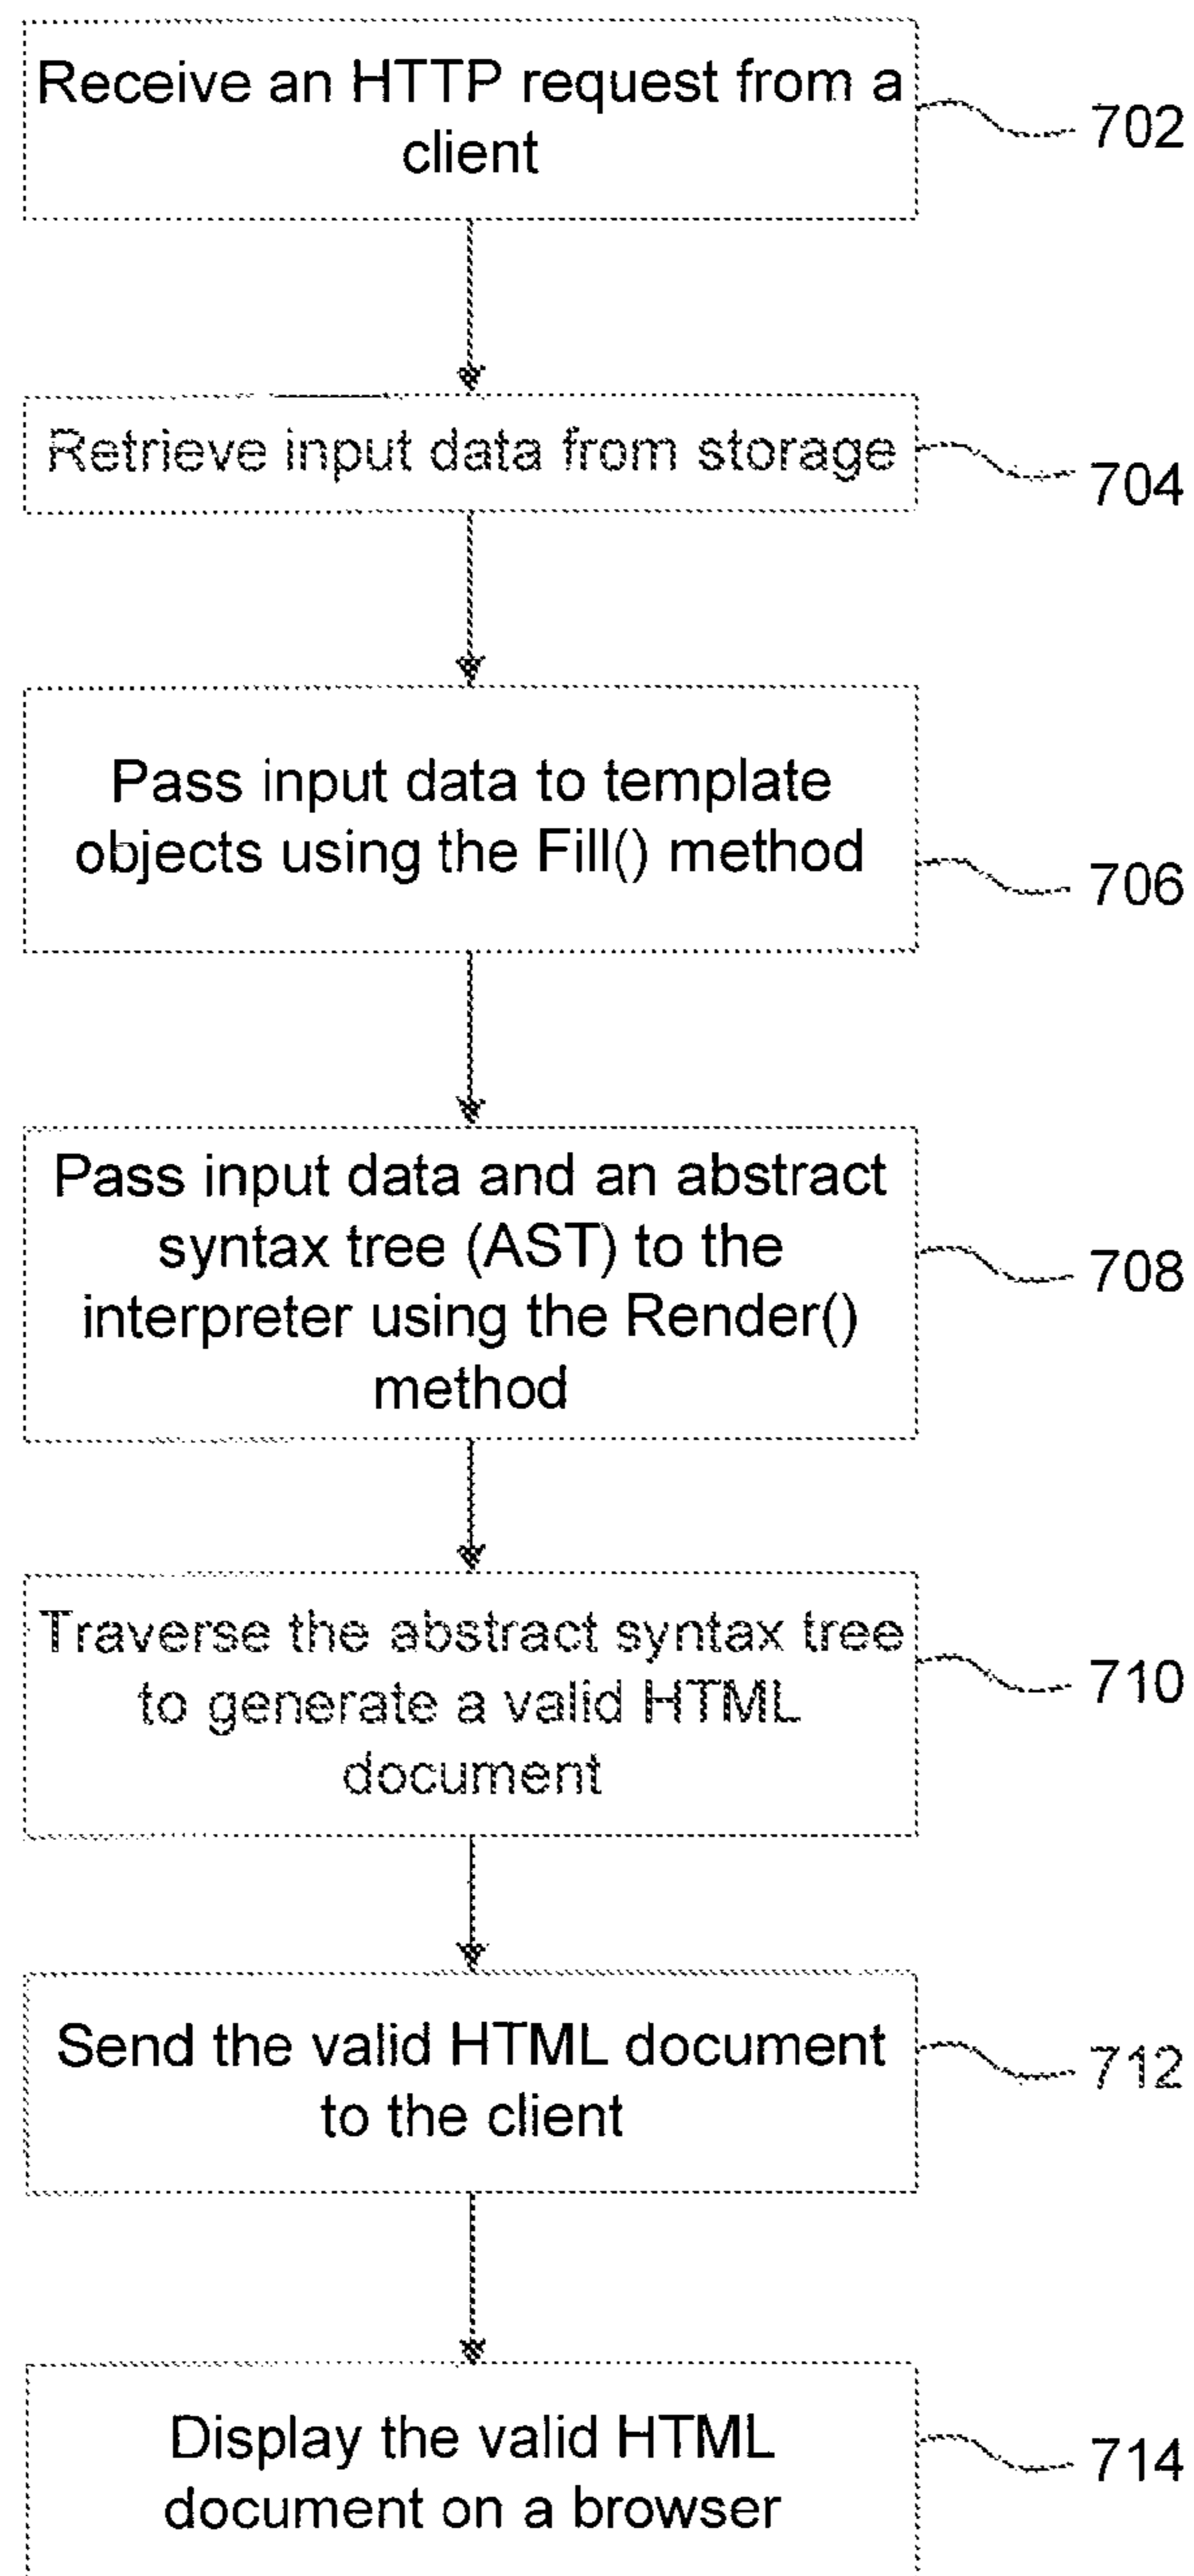 Receive an HTTP request from a
client
702
Retrieve input data from storage
704
Pass input data to template
objects using the Fill() method
706
Pass input data and an abstract
syntax tree (AST) to the
interpreter using the Render()
method
708
Traverse the abstract syntax tree
to generate a valid HTML
document
710
Send the valid HTML document
to the client
712
Display the valid HTML
document on a browser
714